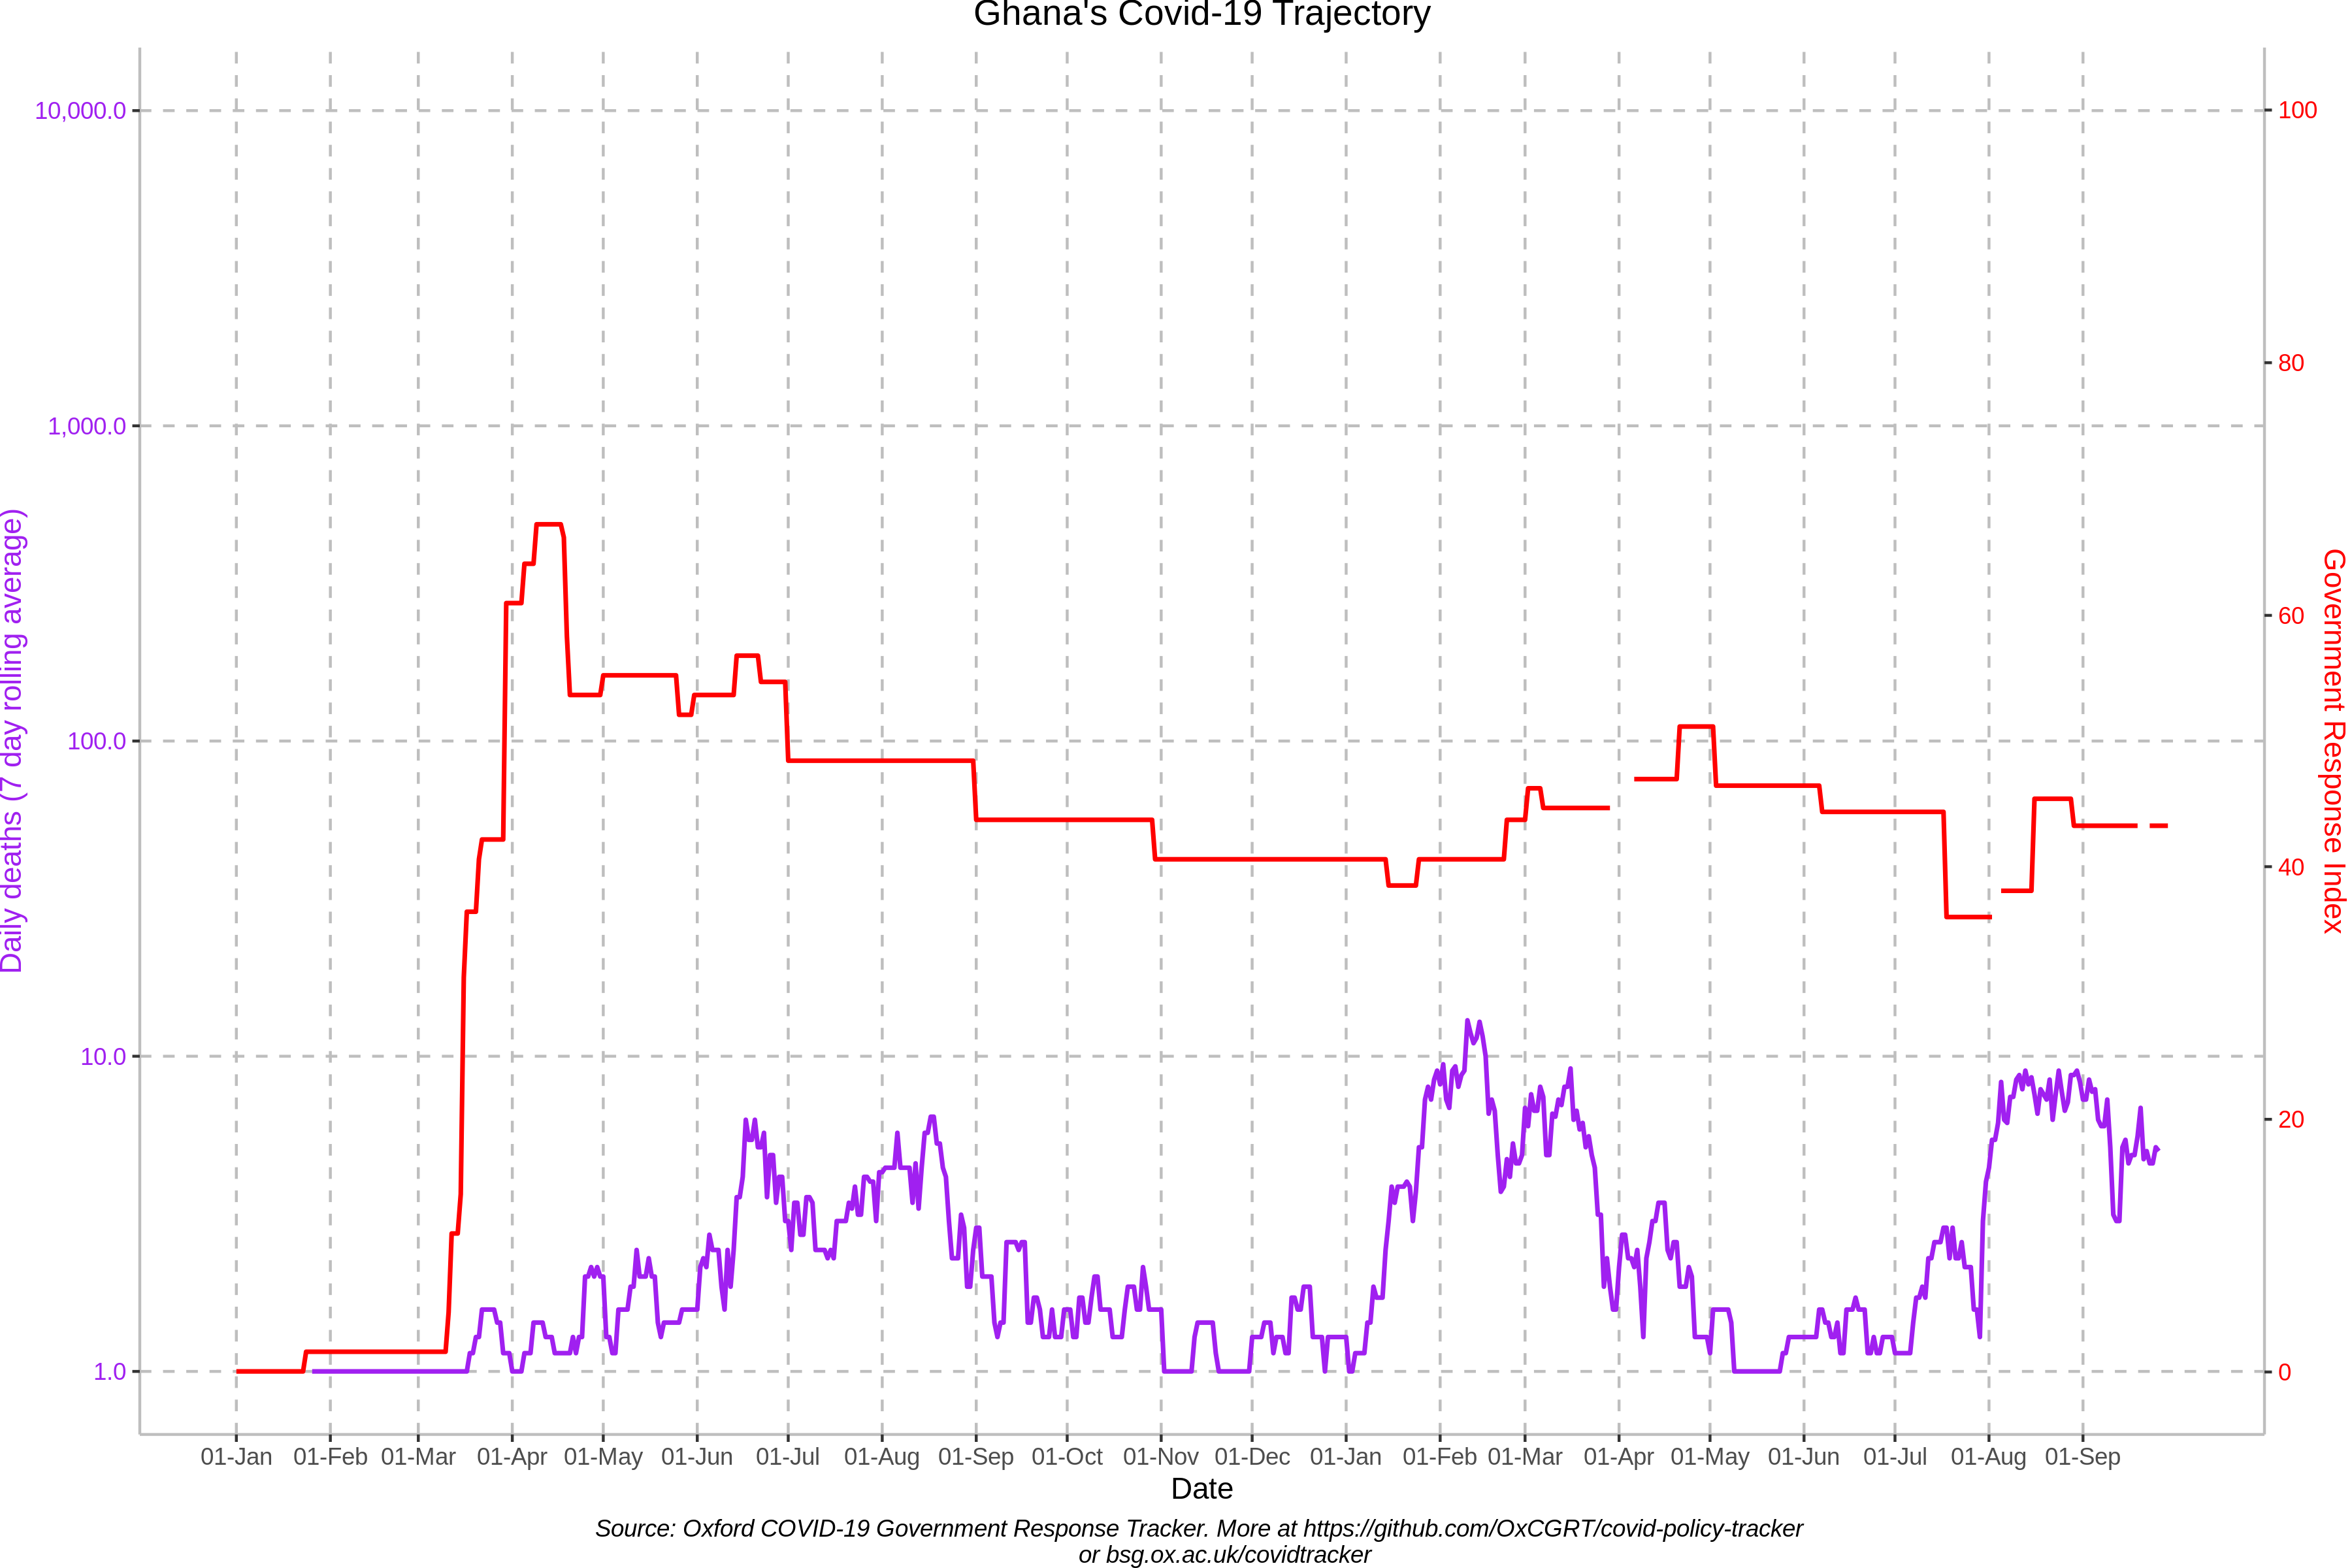 Ghana's Covid-19 Trajectory
10,000.0
1,000.0
100.0
10.0
1.0
Daily deaths (7 day rolling average)
100
80
60
40
20
0
Government Response Index
01-Jan 01-Feb 01-Mar 01-Apr 01-May 01-Jun 01-Jul 01-Aug 01-Sep 01-Oct 01-Nov 01-Dec 01-Jan 01-Feb 01-Mar 01-Apr 01-May 01-Jun 01-Jul 01-Aug 01-Sep
Date
Source: Oxford COVID-19 Government Response Tracker. More at https://github.com/OxCGRT/covid-policy-tracker
or bsg.ox.ac.uk/covidtracker